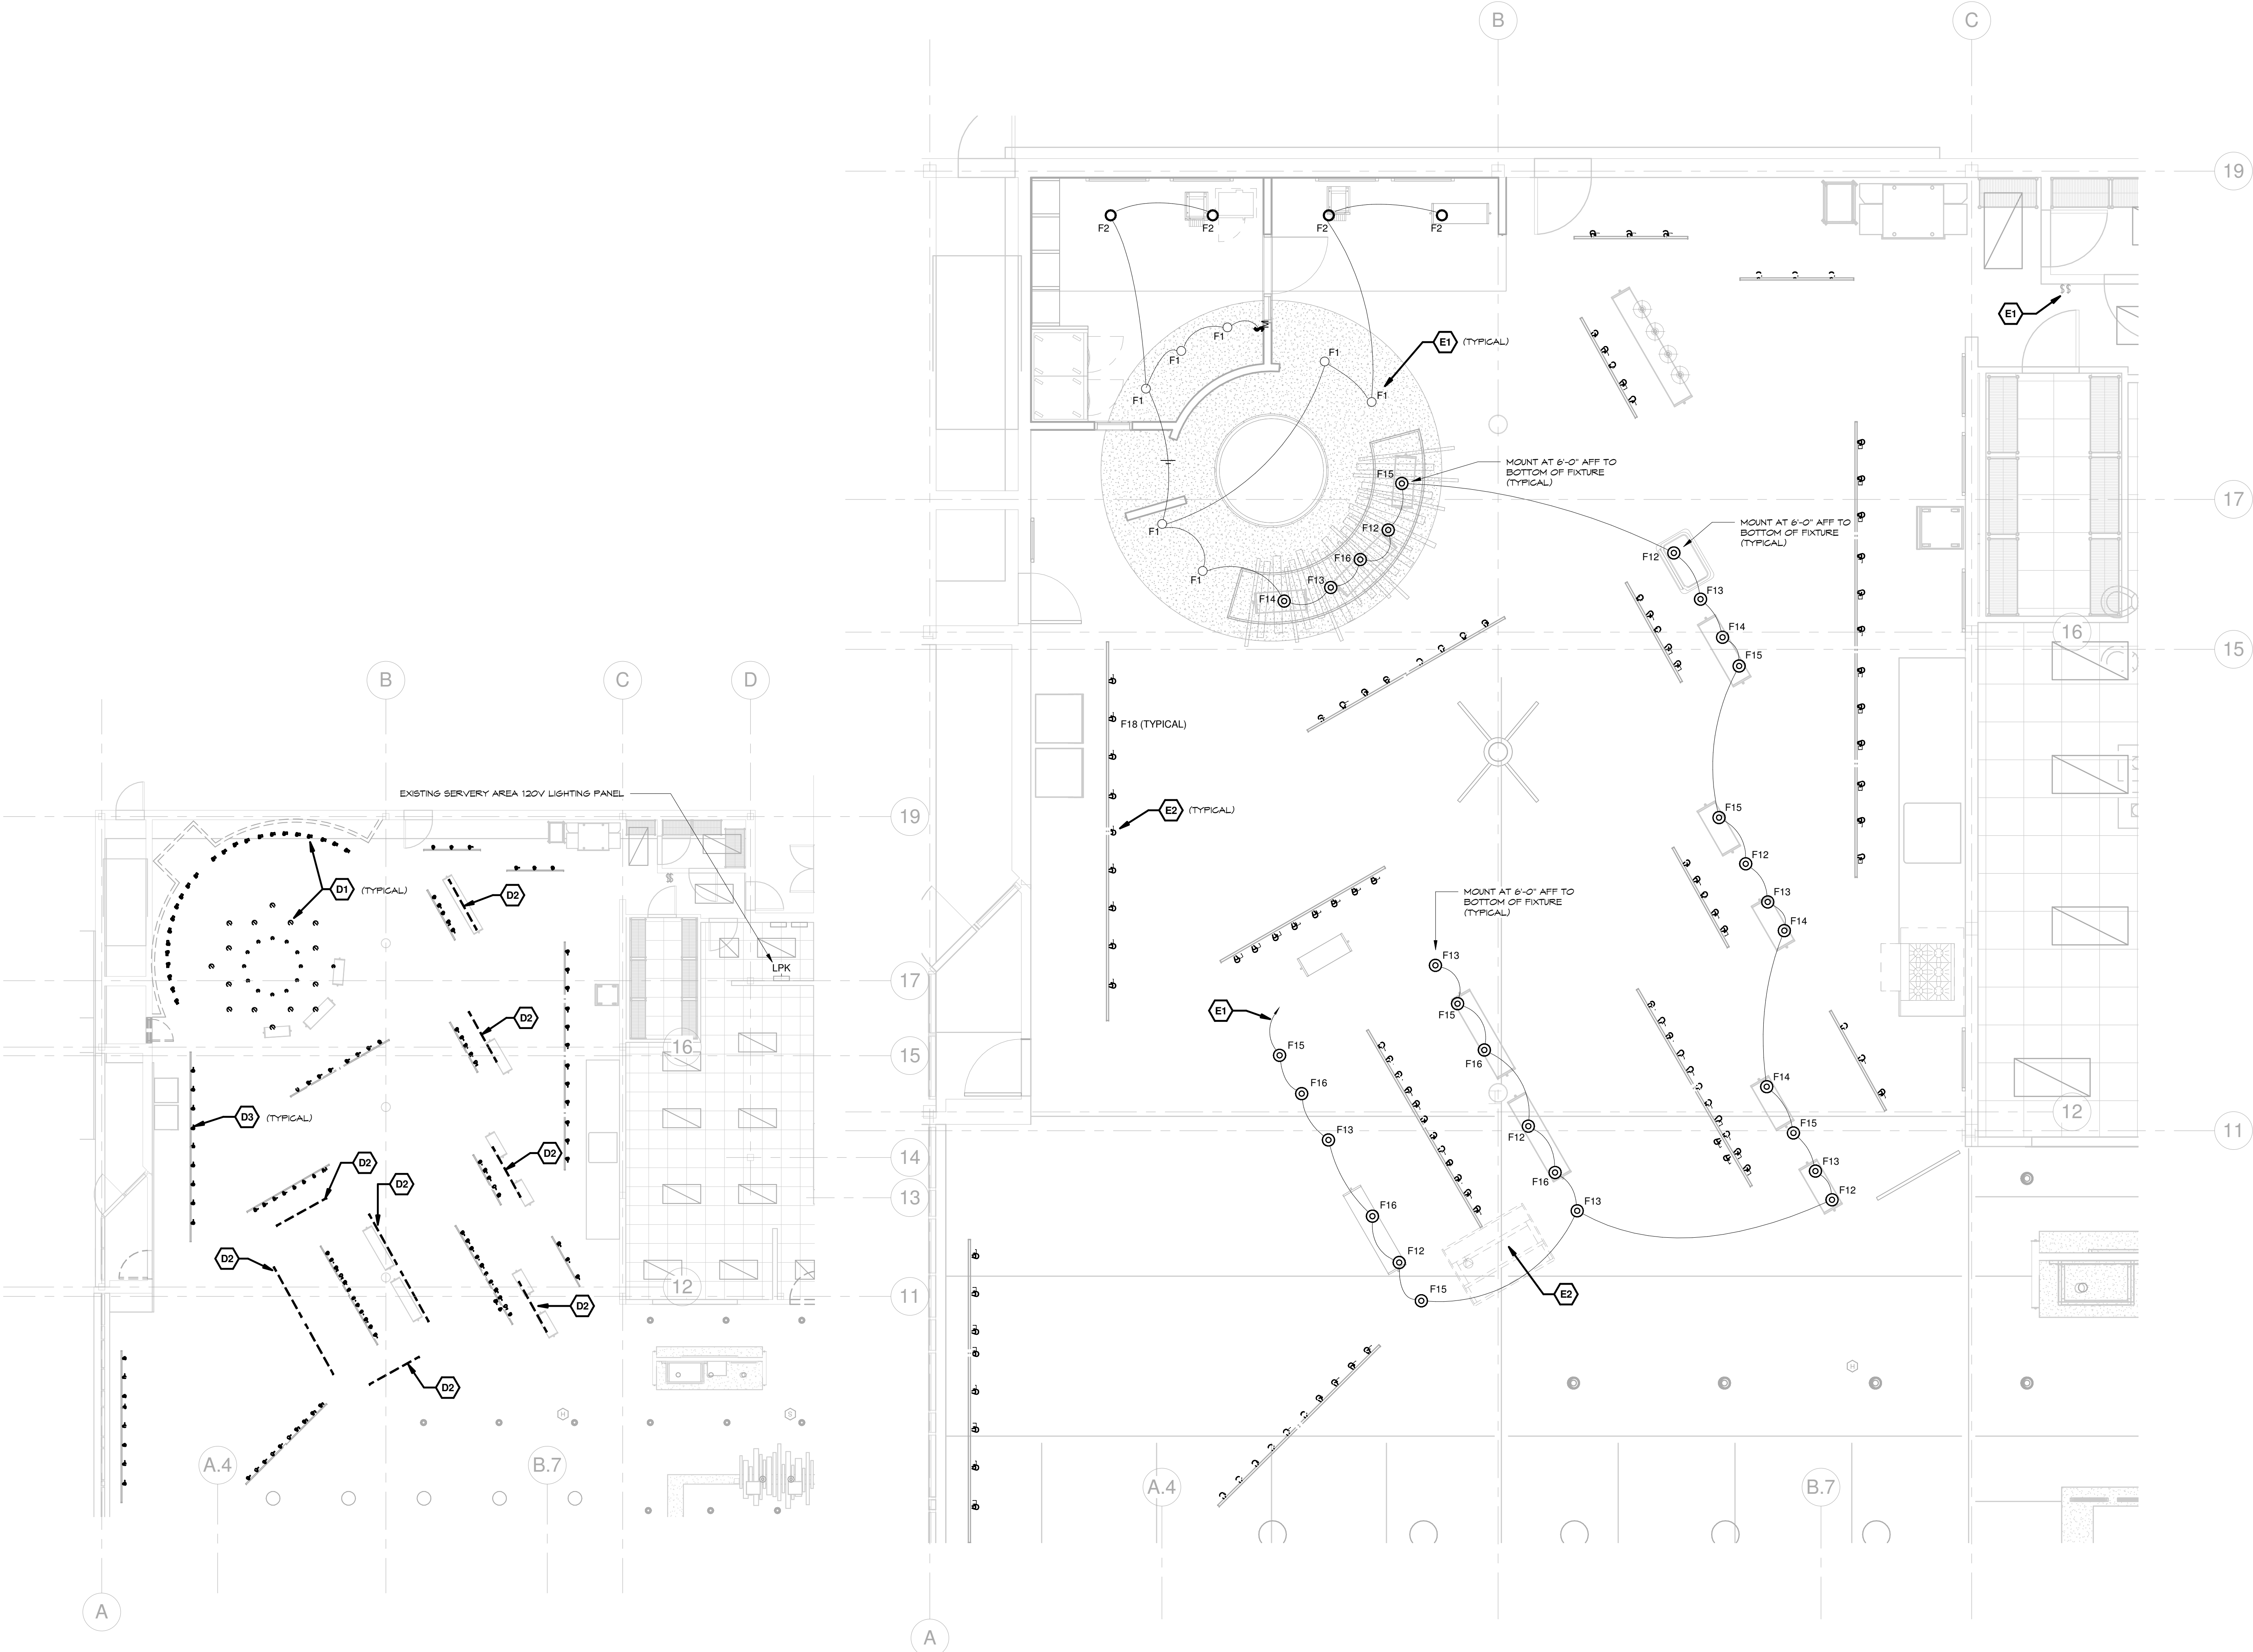 B
C
19
F2
F2
F2
F2
E1
F1
E1 (TYPICAL)
F1
F1
F1
F1
MOUNT AT 6'-0" AFF TO
BOTTOM OF FIXTURE
(TYPICAL)
F15
17
MOUNT AT 6'-0" AFF TO
BOTTOM OF FIXTURE
(TYPICAL)
F12
F1
F12
F16
F1
F13
F14
F13
16
F14
15
F15
B
C
D
F18 (TYPICAL)
EXISTING SERVERY AREA 120V LIGHTING PANEL
19
E2 (TYPICAL)
F15
F12
D1 (TYPICAL)
D2
MOUNT AT 6'-0" AFF TO
BOTTOM OF FIXTURE
(TYPICAL)
F13
F14
LPK
17
F13
F15
E1
D2
16
15
F15
F16
F16
F14
D3 (TYPICAL)
12
F12
11
F13
F15
D2
D2
14
D2
13
F16
F16
F13
F13
F12
D2
12
11
F12
F15
E2
D2
D2
H
H
S
A.4
B.7
A.4
B.7
A
A